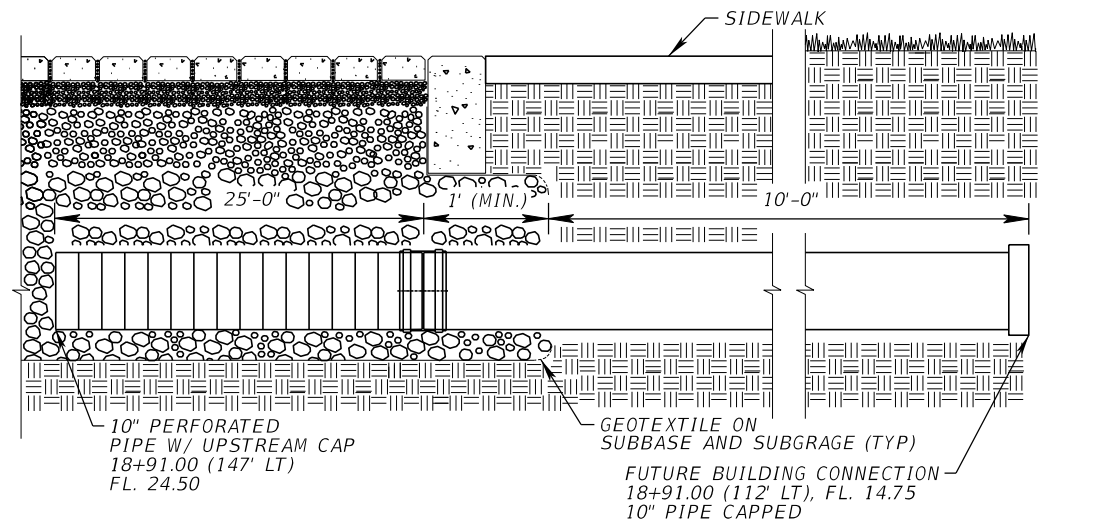 SIDEWALK
25'-0"
1' (MIN.)
10'-0"
10" PERFORATED
PIPE W/ UPSTREAM CAP
18+91.00 (147' LT)
FL. 24.50
GEOTEXTILE ON
SUBBASE AND SUBGRAGE (TYP)
FUTURE BUILDING CONNECTION
18+91.00 (112' LT), FL. 14.75
10" PIPE CAPPED